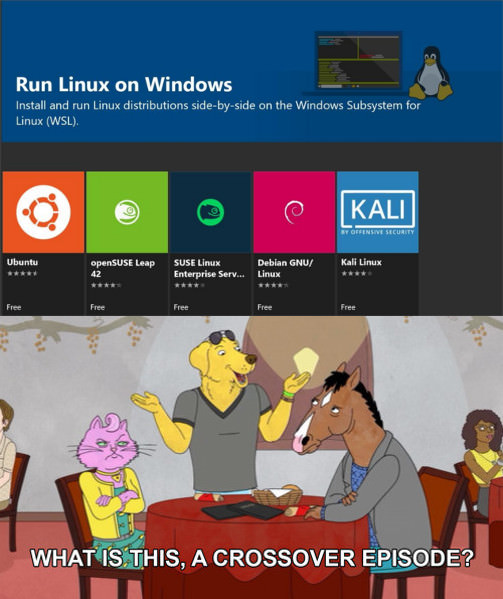 Run Linux on Windows
Install and run Linux distributions side-by-side on the Windows Subsystem for
Linux (WSL).
KALI
BY OFFENSIVE SECURITY
Ubuntu
openSUSE Leap
42
SUSE Linux
Enterprise Serv...
Debian GNU/
Linux
Kali Linux
Free
Free
Free
Free
Free
WHAT IS THIS, A CROSSOVER EPISODE?